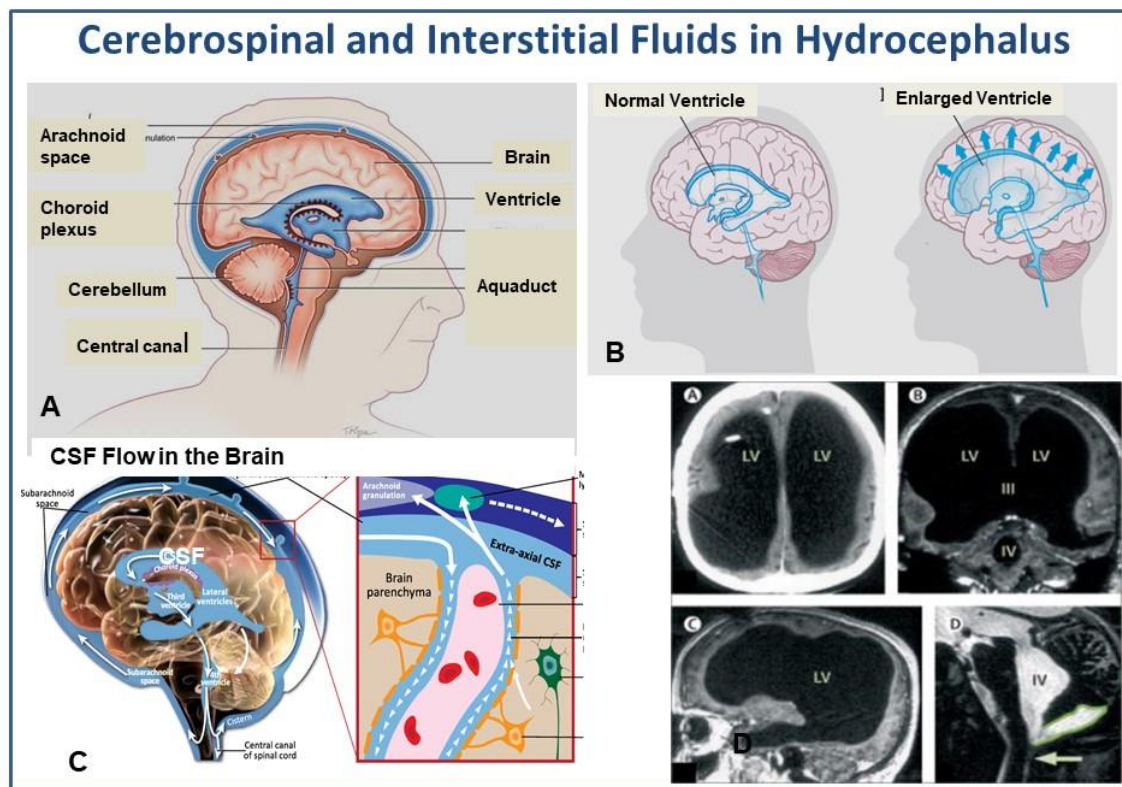 Cerebrospinal and Interstitial Fluids in Hydrocephalus
Arachnoid
space
nulation
Choroid
plexus
Cerebellum
Central canal
Brain
Ventricle
Aquaduct
A
Normal Ventricle
Enlarged Ventricle
B
CSF Flow in the Brain
Subarachnoid
space
CSF
Choroid plexus
Third
ventricle
Lateral
ventricles
4th
ventricle
Subarachnoid
space
Cistern
Central canal
of spinal cord
C
Arachnoid
granulation
Extra-axial CSF
Brain
parenchyma
A
LV
LV
B
LV
LV
III
IV
C
LV
D
D
IV